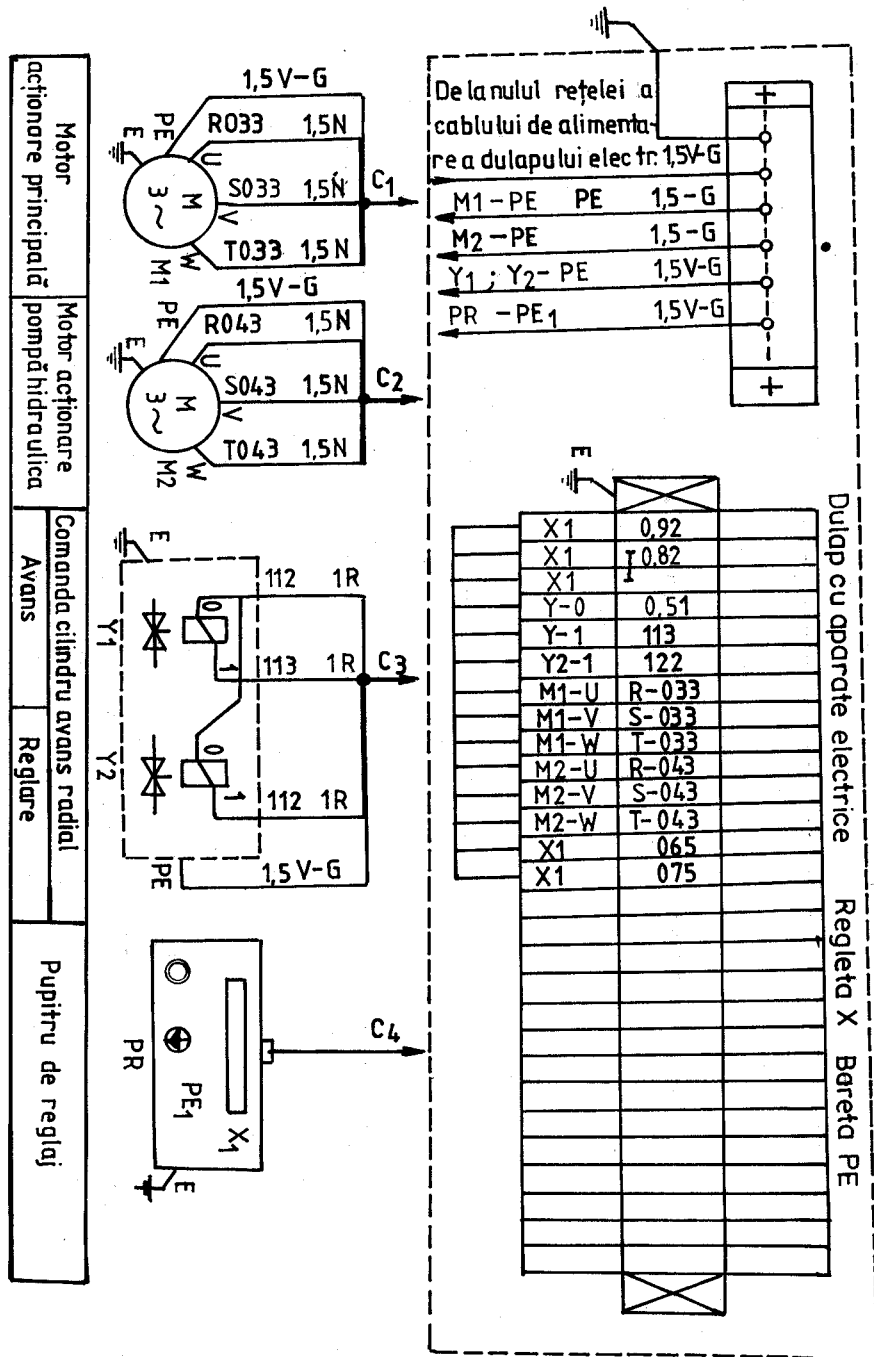 Motor
acționare principală
Motor acționare
pompă hidraulica
Comanda cilindru avans radial
Avans
Reglare
Pupitru de reglaj
1,5 V-G
R033 1,5N
S033 1,5N
T033 1,5N
PE
E
U
V
W
M
3~
M1
C1
1,5 V-G
R043 1,5N
S043 1,5N
T043 1,5N
PE
E
U
V
W
M
3~
M2
C2
E
112 1R
0
1
113 1R
Y1
C3
0
1
112 1R
Y2
PE
1,5 V-G
C4
X1
PE1
PR
E
De la nulul rețelei a
cablului de alimenta-
re a dulapului electr. 1,5V-G
M1-PE PE 1,5-G
M2-PE 1,5-G
Y1 ; Y2- PE 1,5V-G
PR -PE1 1,5V-G
+
+
E
X1 0,92
X1 0,82
X1
Y-0 0,51
Y-1 113
Y2-1 122
M1-U R-033
M1-V S-033
M1-W T-033
M2-U R-043
M2-V S-043
M2-W T-043
X1 065
X1 075
Dulap cu aparate electrice Regleta X Bareta PE